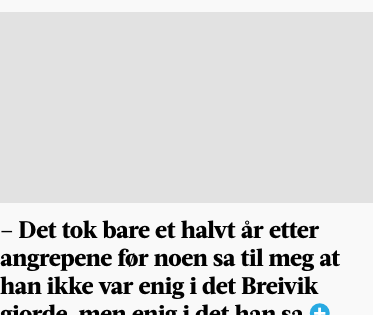 – Det tok bare et halvt år etter
angrepene før noen sa til meg at
han ikke var enig i det Breivik
gjorde, men enig i det han sa